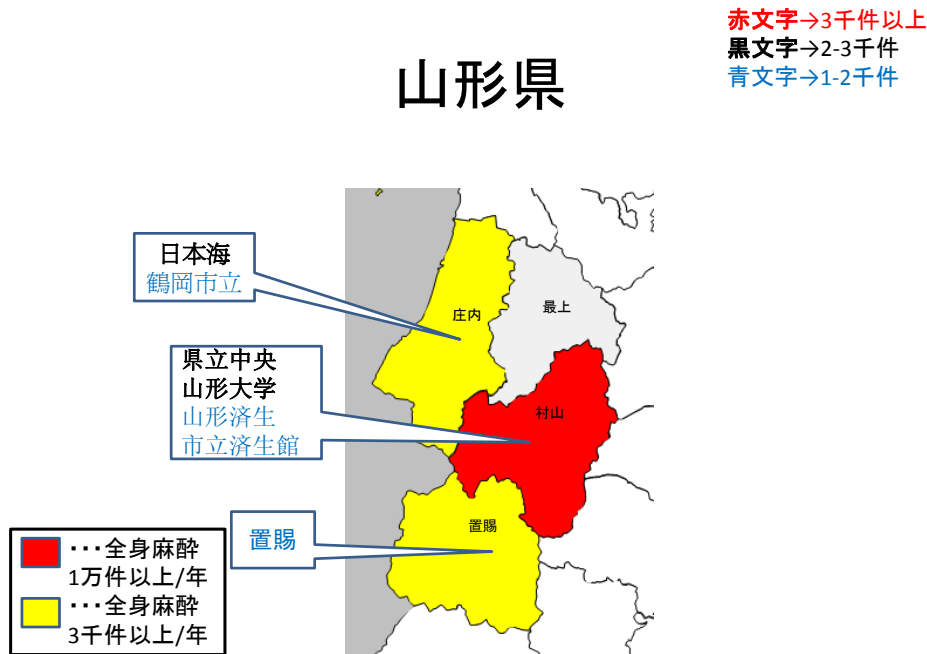 赤文字→3千件以上
黒文字→2-3千件
青文字→1-2千件
山形県
日本海
鶴岡市立
庄内
最上
県立中央
山形大学
山形済生
市立済生館
村山
置賜
置賜
･･･全身麻酔
1万件以上/年
･･･全身麻酔
3千件以上/年